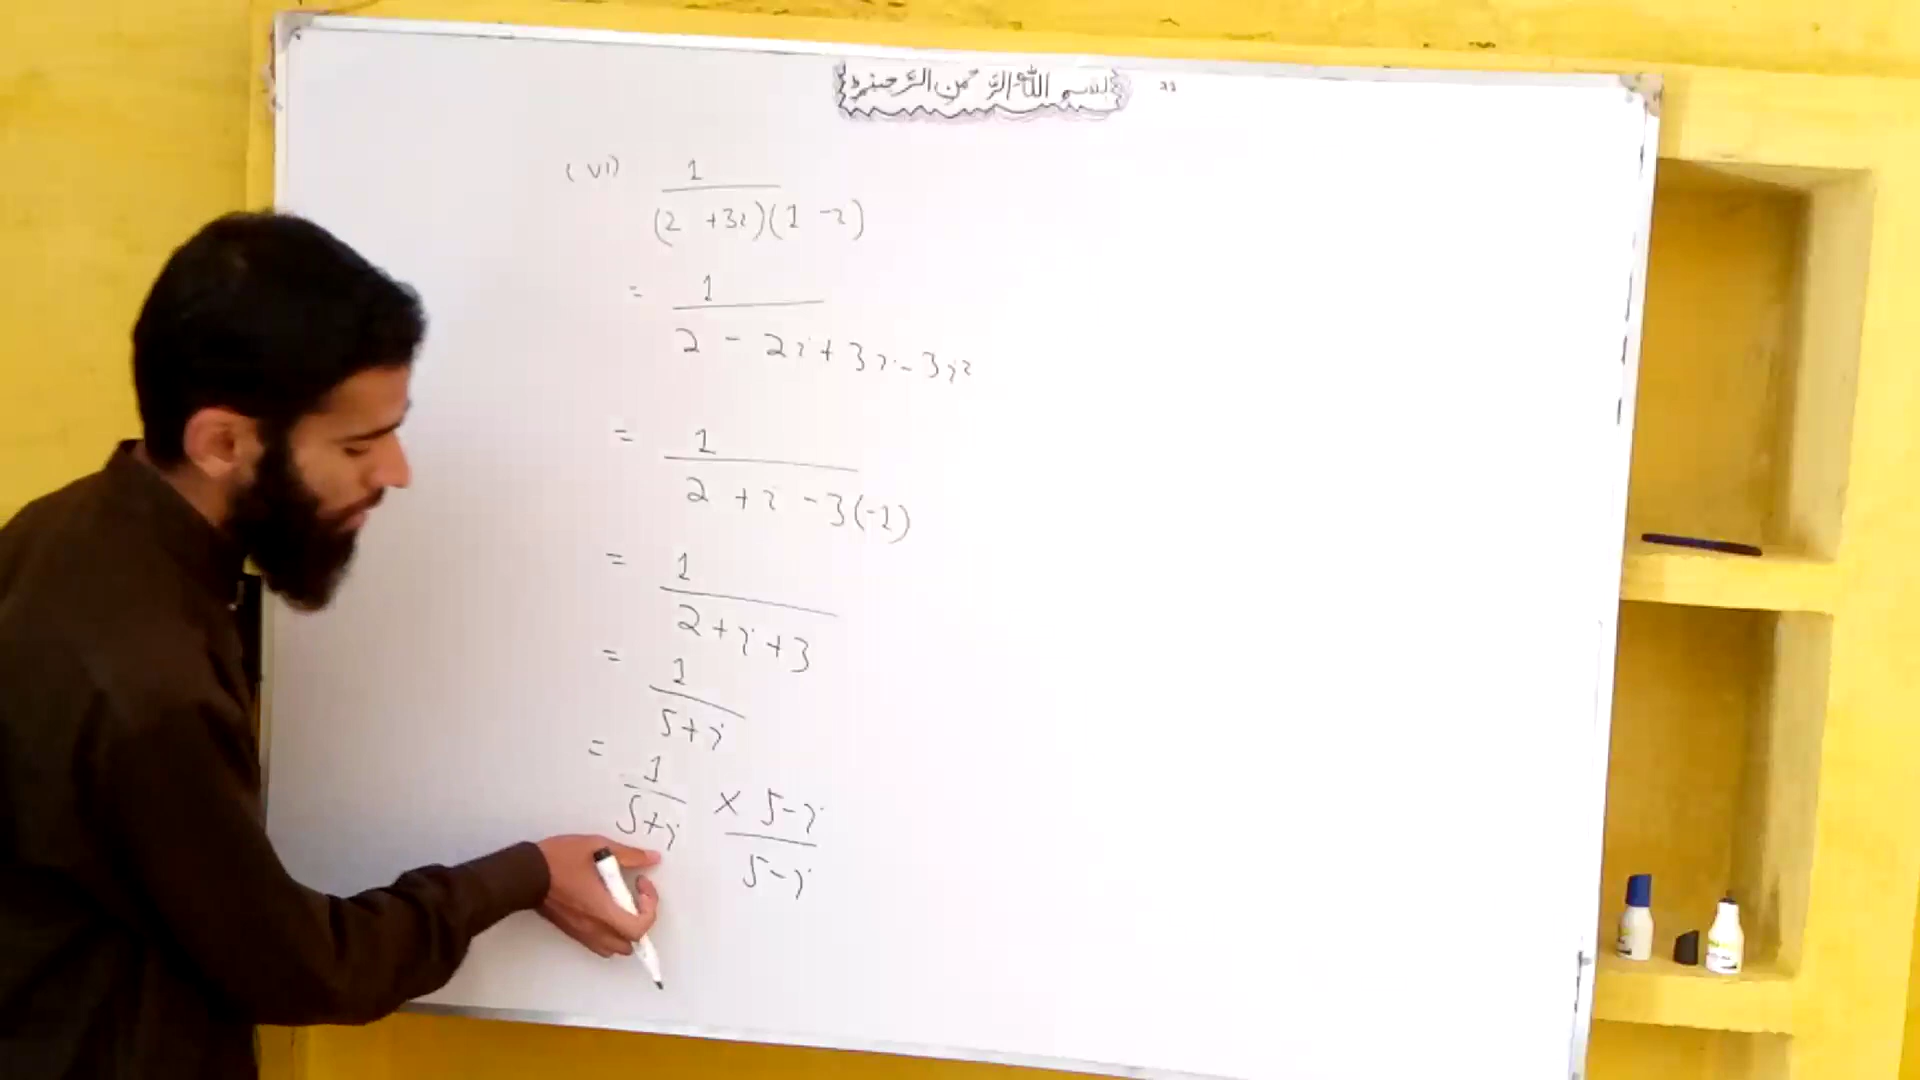 بسم الله الرحمن الرحيم
(vi) 1
(2 +3i)(1 -i)
= 1
2 - 2i + 3i - 3i²
= 1
2 + i - 3(-1)
= 1
2 + i + 3
= 1
5 + i
= 1 × 5 - i
5 + i 5 - i